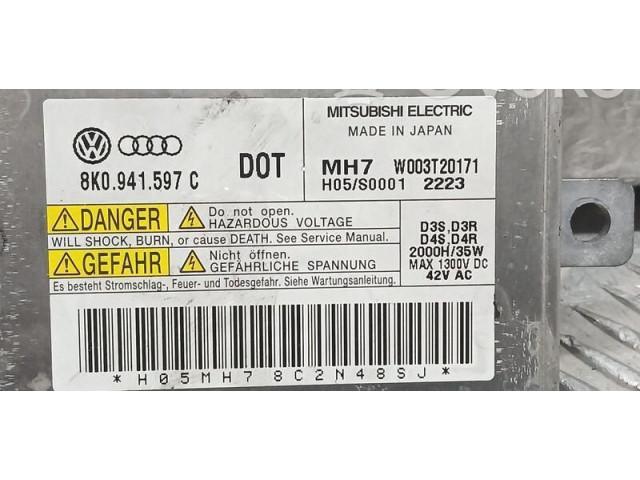 MITSUBISHI ELECTRIC
MADE IN JAPAN
8K0.941.597 C
DOT
MH7 W003T20171
H05/S0001 2223
DANGER
Do not open.
HAZARDOUS VOLTAGE
WILL SHOCK, BURN, or cause DEATH. See Service Manual.
GEFAHR
Nicht öffnen.
GEFÄHRLICHE SPANNUNG
Es besteht Stromschlag-, Feuer- und Todesgefahr. Siehe Wartungsanleitung.
D3S,D3R
D4S,D4R
2000H/35W
MAX 1300V DC
42V AC
*H05MH78C2N48SJ*